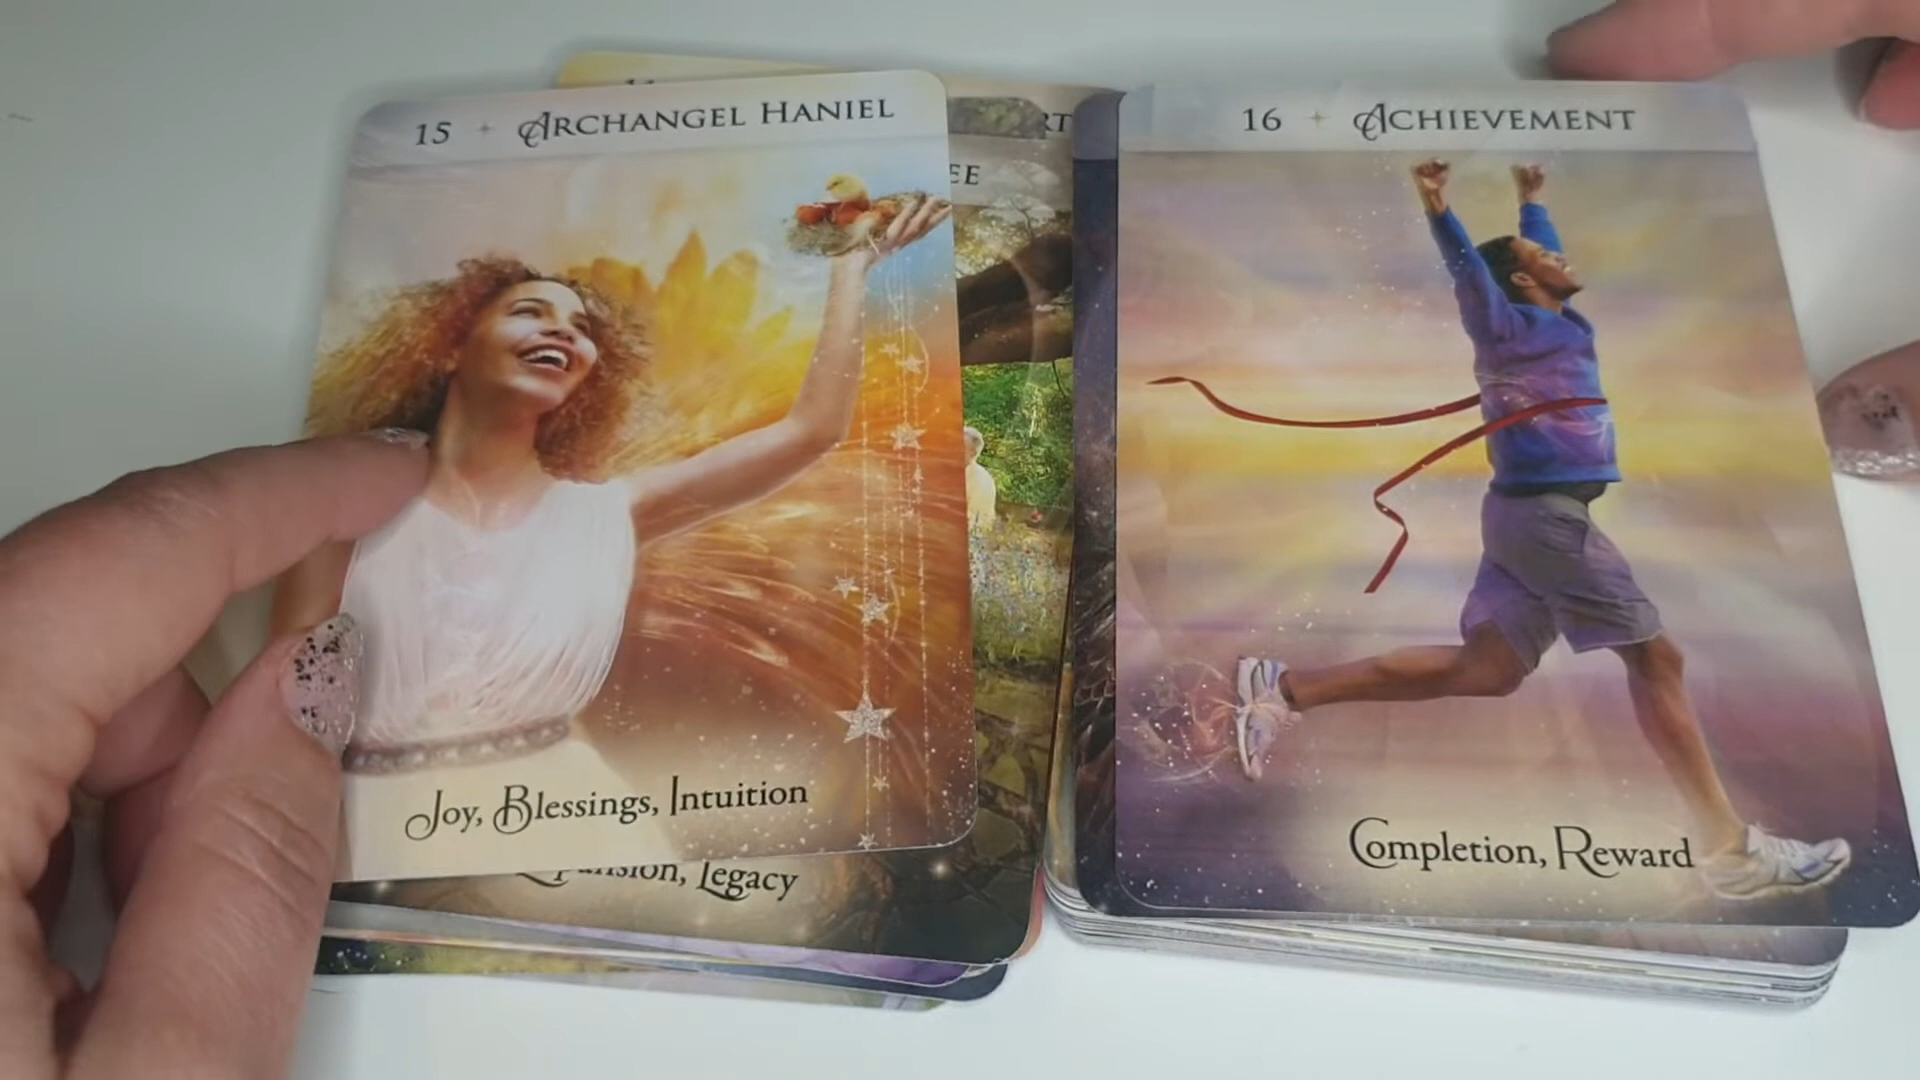 15 ✦ ARCHANGEL HANIEL
Joy, Blessings, Intuition
Legacy
16 ✦ ACHIEVEMENT
Completion, Reward